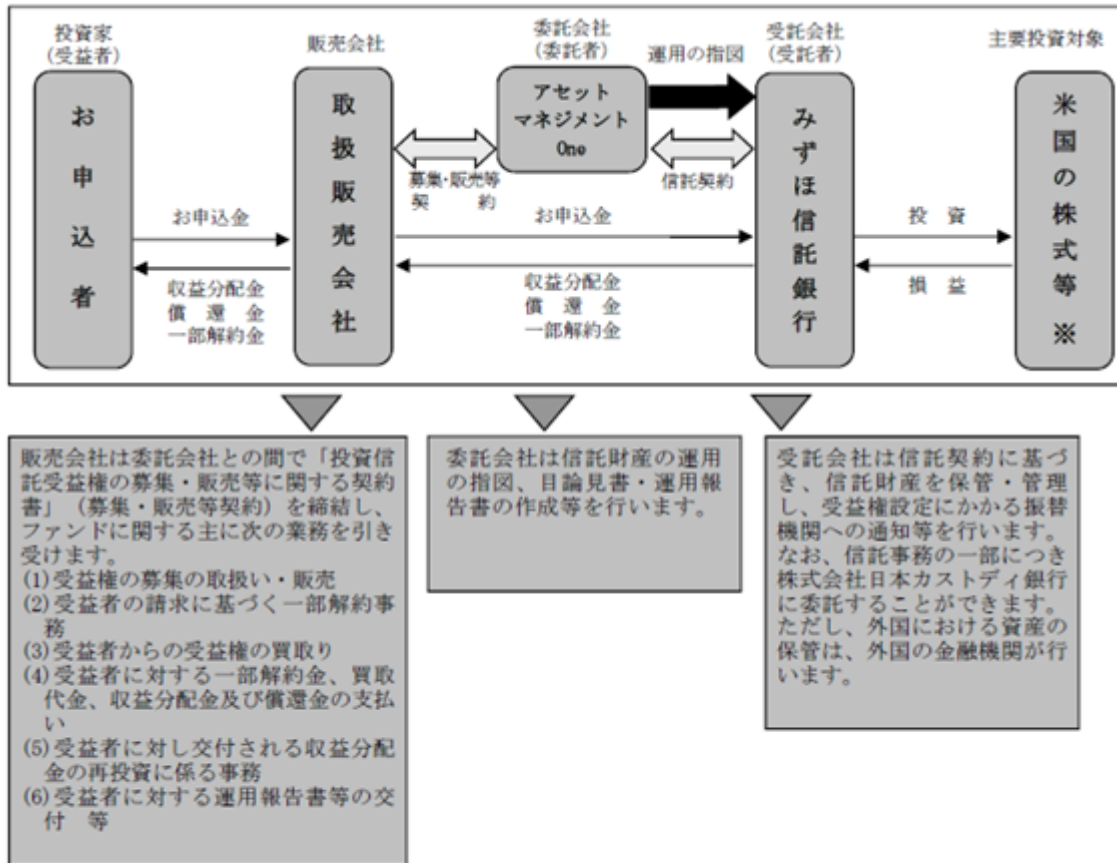 投資家
(受益者)
お申込者
販売会社
取扱販売会社
委託会社
(委託者)
アセット
マネジメント
One
運用の指図
受託会社
(受託者)
みずほ信託銀行
主要投資対象
米国の株式等※
募集・販売等
契 約
信託契約
お申込金
収益分配金
償 還 金
一部解約金
お申込金
収益分配金
償 還 金
一部解約金
投 資
損 益
販売会社は委託会社との間で「投資信
託受益権の募集・販売等に関する契約
書」（募集・販売等契約）を締結し、
ファンドに関する主に次の業務を引き
受けます。
(1)受益権の募集の取扱い・販売
(2)受益者の請求に基づく一部解約事
務
(3)受益者からの受益権の買取り
(4)受益者に対する一部解約金、買取
代金、収益分配金及び償還金の支払
い
(5)受益者に対し交付される収益分配
金の再投資に係る事務
(6)受益者に対する運用報告書等の交
付 等
委託会社は信託財産の運用
の指図、目論見書・運用報
告書の作成等を行います。
受託会社は信託契約に基づ
き、信託財産を保管・管理
し、受益権設定にかかる振替
機関への通知等を行います。
なお、信託事務の一部につき
株式会社日本カストディ銀行
に委託することができます。
ただし、外国における資産の
保管は、外国の金融機関が行
います。